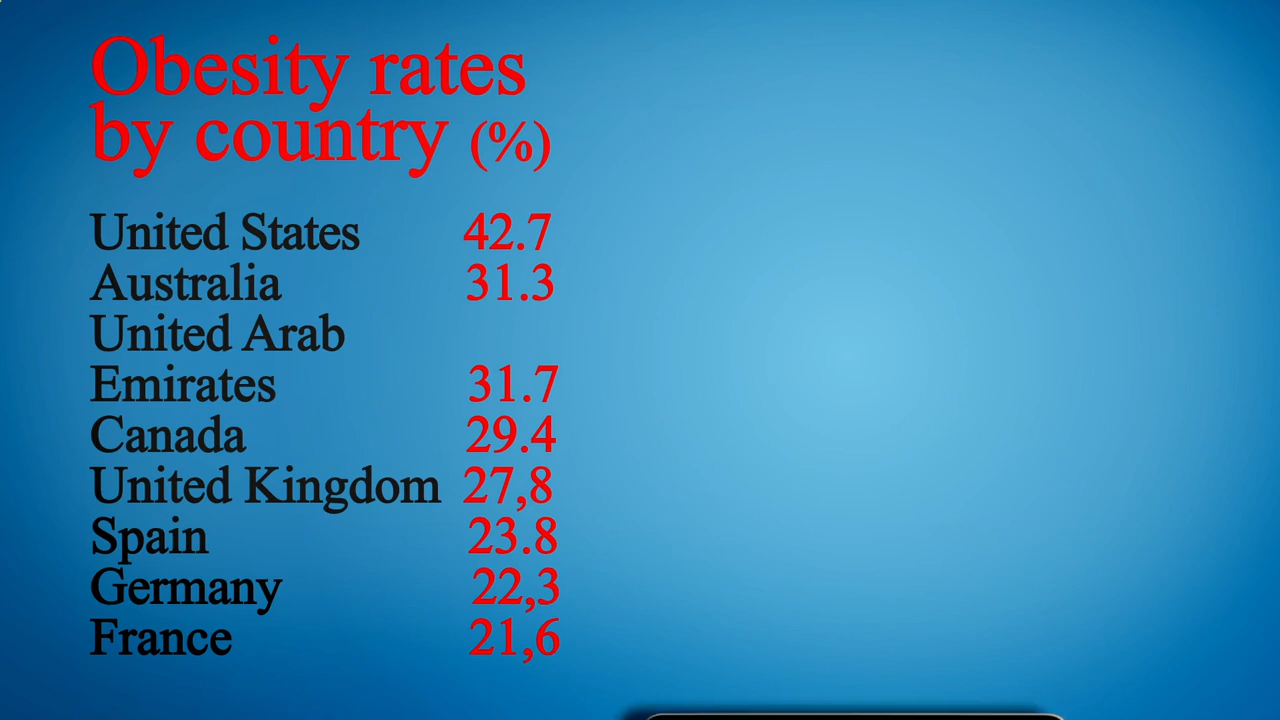 Obesity rates
by country (%)
United States 42.7
Australia 31.3
United Arab
Emirates 31.7
Canada 29.4
United Kingdom 27,8
Spain 23.8
Germany 22,3
France 21,6